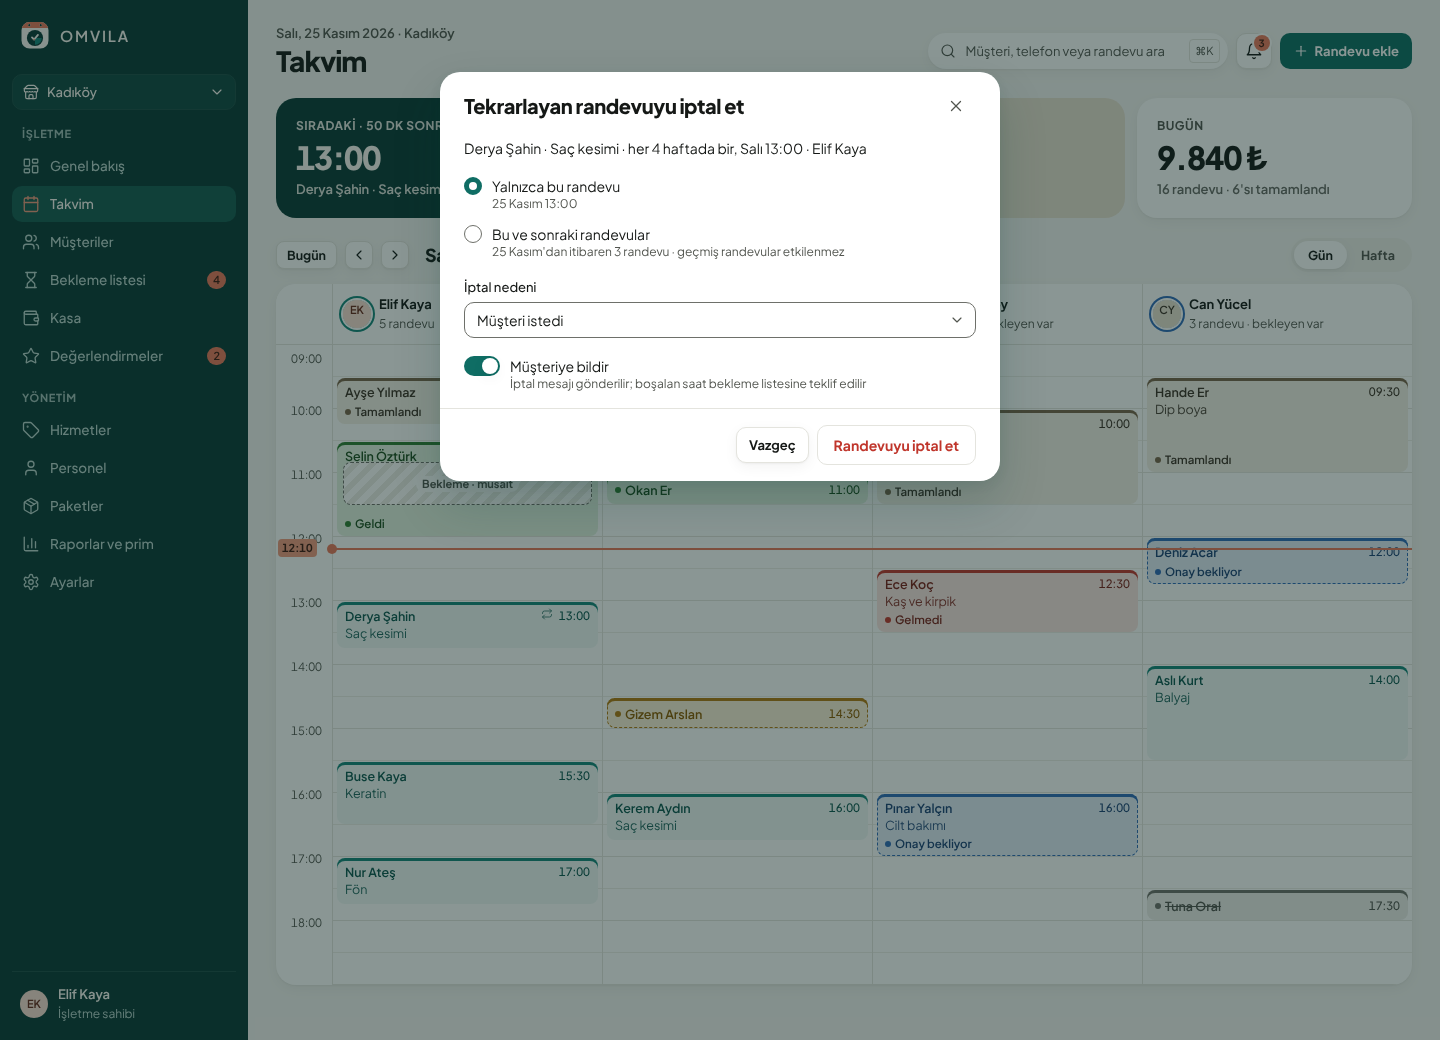 OMVILA
Kadıköy
İŞLETME
Genel bakış
Takvim
Müşteriler
Bekleme listesi 4
Kasa
Değerlendirmeler 2
YÖNETİM
Hizmetler
Personel
Paketler
Raporlar ve prim
Ayarlar
EK
Elif Kaya
İşletme sahibi
Salı, 25 Kasım 2026 · Kadıköy
Takvim
Müşteri, telefon veya randevu ara ⌘K
3
Randevu ekle
SIRADAKİ · 50 DK
13:00
Derya Şahin · Saç kesim
BUGÜN
9.840 ₺
16 randevu · 6'sı tamamlandı
Bugün
Gün Hafta
Tekrarlayan randevuyu iptal et
Derya Şahin · Saç kesimi · her 4 haftada bir, Salı 13:00 · Elif Kaya
Yalnızca bu randevu
25 Kasım 13:00
Bu ve sonraki randevular
25 Kasım'dan itibaren 3 randevu · geçmiş randevular etkilenmez
İptal nedeni
Müşteri istedi
Müşteriye bildir
İptal mesajı gönderilir; boşalan saat bekleme listesine teklif edilir
Vazgeç
Randevuyu iptal et
EK
Elif Kaya
5 randevu
bekleyen var
CY
Can Yücel
3 randevu · bekleyen var
09:00
10:00
11:00
12:00
12:10
13:00
14:00
15:00
16:00
17:00
18:00
Ayşe Yılmaz
Tamamlandı
Selin Öztürk
Bekleme · müsait
Geldi
Derya Şahin 13:00
Saç kesimi
Buse Kaya 15:30
Keratin
Nur Ateş 17:00
Fön
Okan Er 11:00
Gizem Arslan 14:30
Kerem Aydın 16:00
Saç kesimi
10:00
Tamamlandı
Ece Koç 12:30
Kaş ve kirpik
Gelmedi
Pınar Yalçın 16:00
Cilt bakımı
Onay bekliyor
Hande Er 09:30
Dip boya
Tamamlandı
Deniz Acar 12:00
Onay bekliyor
Aslı Kurt 14:00
Balyaj
Tuna Oral 17:30